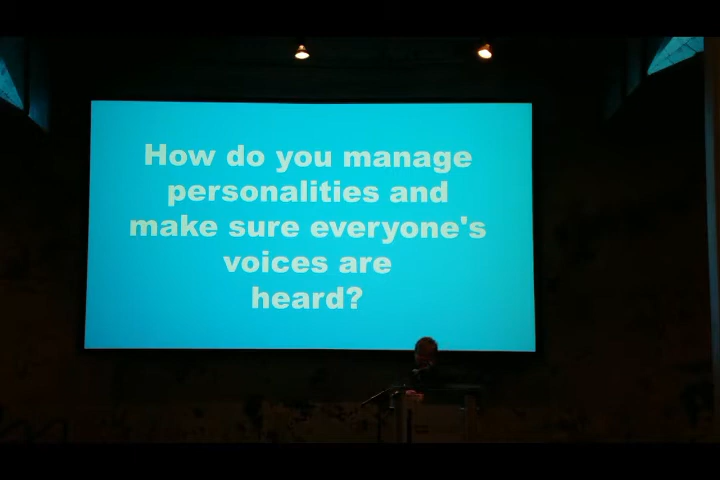 How do you manage
personalities and
make sure everyone's
voices are
heard?